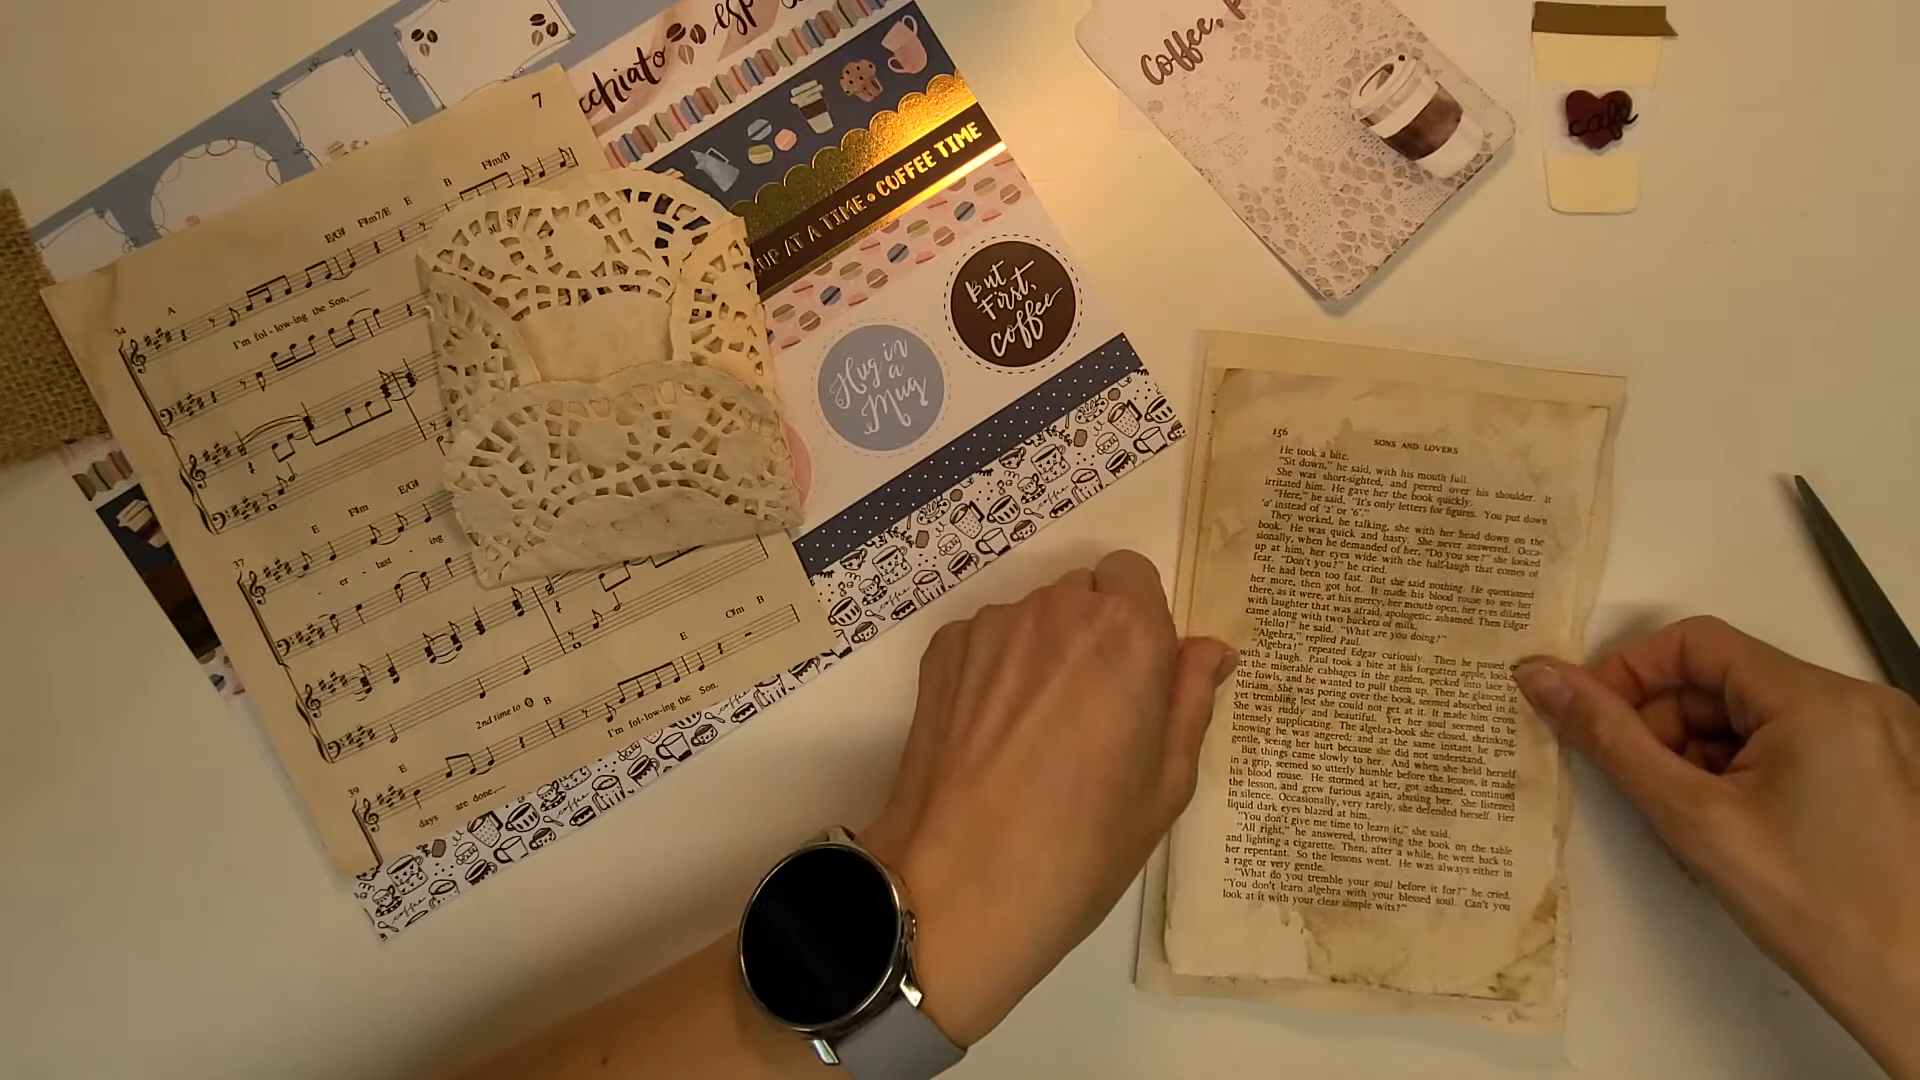 cchiato
esp
CUP AT A TIME • COFFEE TIME
But
First,
coffee
Hug in
a
Mug
Coffee,
cafe
7
F#m/B
B
E
F#m7/E
E/G#
A
34
I'm fol - low-ing the Son,
E/G#
E
F#m
37
er - last - ing
C#m B
E
2nd time to B
I'm fol-low-ing the Son.
E
39
days are done,
coffee
coffee
coffee
156
SONS AND LOVERS
He took a bite.
"Sit down," he said, with his mouth full.
She was short-sighted, and peered over his shoulder. It
irritated him. He gave her the book quickly.
"Here," he said. "It's only letters for figures. You put down
'a' instead of '2' or '6'."
They worked, he talking, she with her head down on the
book. He was quick and hasty. She never answered. Occa-
sionally, when he demanded of her, "Do you see?" she looked
up at him, her eyes wide with the half-laugh that comes of
fear. "Don't you?" he cried.
He had been too fast. But she said nothing. He questioned
her more, then got hot. It made his blood rouse to see her
there, as it were, at his mercy, her mouth open, her eyes dilated
with laughter that was afraid, apologetic, ashamed. Then Edgar
came along with two buckets of milk.
"Hello!" he said. "What are you doing?"
"Algebra," replied Paul.
"Algebra!" repeated Edgar curiously. Then he passed
with a laugh. Paul took a bite at his forgotten apple, looked
at the miserable cabbages in the garden, pecked into lace by
the fowls, and he wanted to pull them up. Then he glanced at
Miriam. She was poring over the book, seemed absorbed in it,
yet trembling lest she could not get at it. It made him cross.
She was ruddy and beautiful. Yet her soul seemed to be
intensely supplicating. The algebra-book she closed, shrinking,
knowing he was angered; and at the same instant he grew
gentle, seeing her hurt because she did not understand.
But things came slowly to her. And when she held herself
in a grip, seemed so utterly humble before the lesson, it made
his blood rouse. He stormed at her, got ashamed, continued
the lesson, and grew furious again, abusing her. She listened
in silence. Occasionally, very rarely, she defended herself. Her
liquid dark eyes blazed at him.
"You don't give me time to learn it," she said.
"All right," he answered, throwing the book on the table
and lighting a cigarette. Then, after a while, he went back to
her repentant. So the lessons went. He was always either in
a rage or very gentle.
"What do you tremble your soul before it for?" he cried.
"You don't learn algebra with your blessed soul. Can't you
look at it with your clear simple wits?"